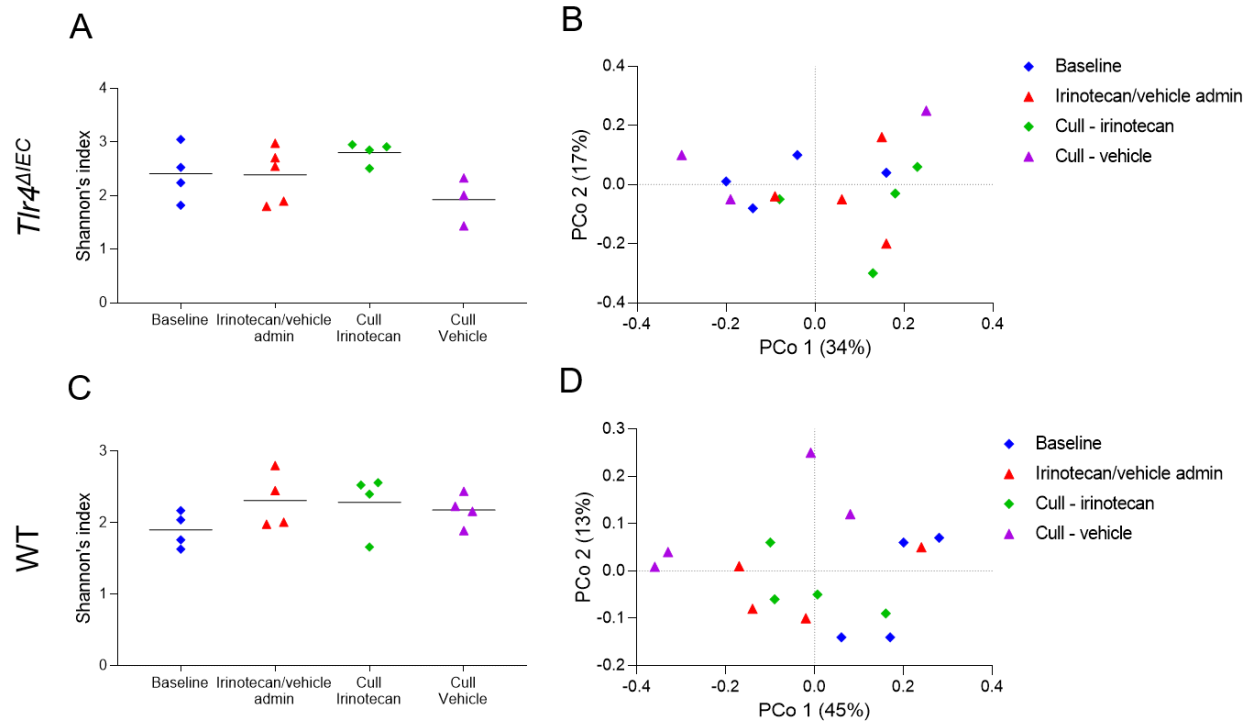 A
Tlr4ΔIEC
Shannon's index
4
3
2
1
0
Baseline
Irinotecan/vehicle
admin
Cull
Irinotecan
Cull
Vehicle
B
PCo 2 (17%)
0.4
0.2
0.0
-0.2
-0.4
-0.4
-0.2
0.0
0.2
0.4
PCo 1 (34%)
Baseline
Irinotecan/vehicle admin
Cull - irinotecan
Cull - vehicle
C
WT
Shannon's index
3
2
1
0
Baseline
Irinotecan/vehicle
admin
Cull
Irinotecan
Cull
Vehicle
D
PCo 2 (13%)
0.3
0.2
0.1
0.0
-0.1
-0.2
-0.4
-0.2
0.0
0.2
0.4
PCo 1 (45%)
Baseline
Irinotecan/vehicle admin
Cull - irinotecan
Cull - vehicle